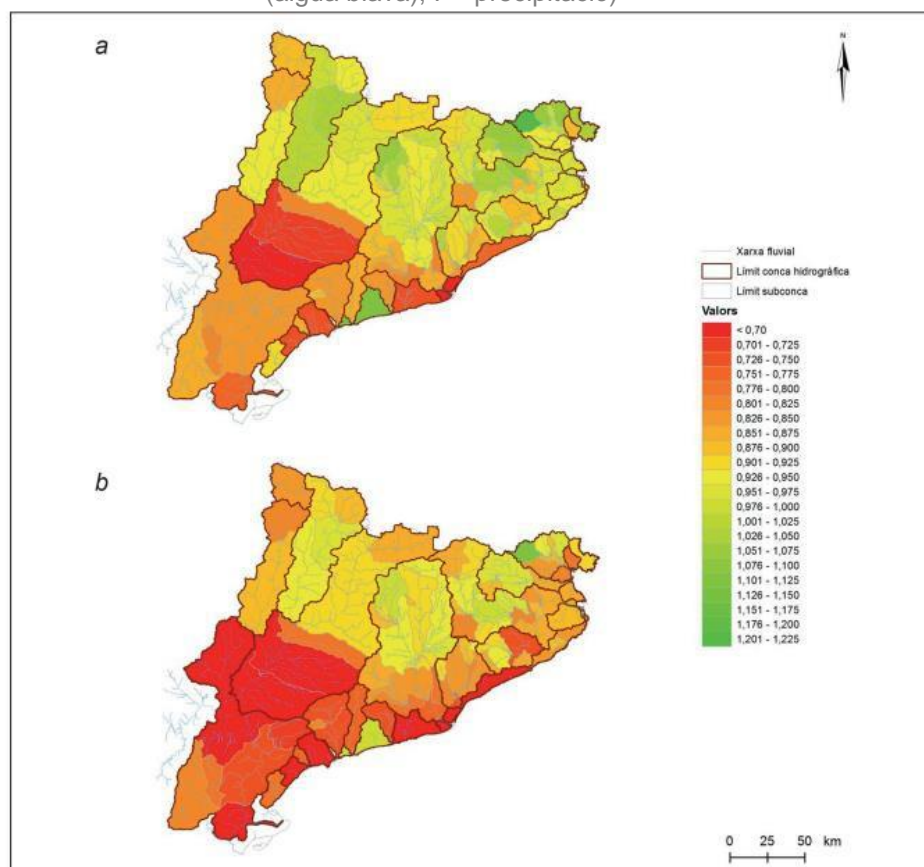 (aigua blava), P = precipitació)
a
N
Xarxa fluvial
Límit conca hidrográfica
Límit subconca
Valors
< 0,70
0,701 - 0,725
0,726 - 0,750
0,751 - 0,775
0,776 - 0,800
0,801 - 0,825
0,826 - 0,850
0,851 - 0,875
0,876 - 0,900
0,901 - 0,925
0,926 - 0,950
0,951 - 0,975
0,976 - 1,000
1,001 - 1,025
1,026 - 1,050
1,051 - 1,075
1,076 - 1,100
1,101 - 1,125
1,126 - 1,150
1,151 - 1,175
1,176 - 1,200
1,201 - 1,225
b
0 25 50 km